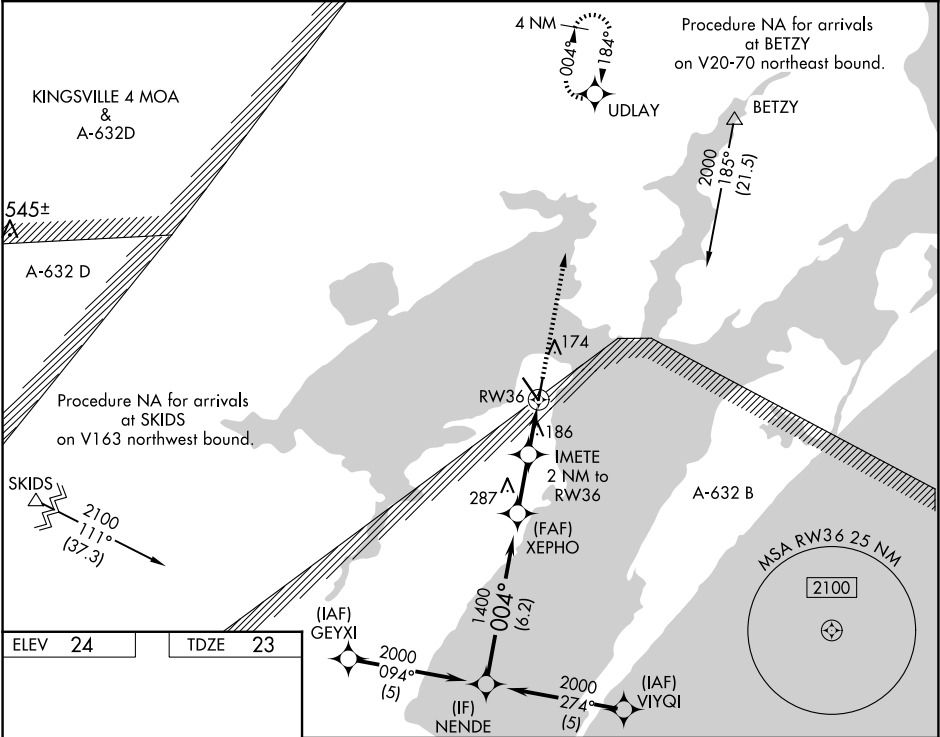 4 NM
004°
184°
UDLAY
Procedure NA for arrivals
at BETZY
on V20-70 northeast bound.
BETZY
2000
185°
(21.5)
KINGSVILLE 4 MOA
&
A-632D
545±
A-632 D
174
RW36
186
IMETE
2 NM to
RW36
287
(FAF)
XEPHO
A-632 B
Procedure NA for arrivals
at SKIDS
on V163 northwest bound.
SKIDS
2100
111°
(37.3)
MSA RW36 25 NM
2100
1400
004°
(6.2)
(IAF)
GEYXI
2000
094°
(5)
(IF)
NENDE
2000
274°
(5)
(IAF)
VIYQI
ELEV 24
TDZE 23